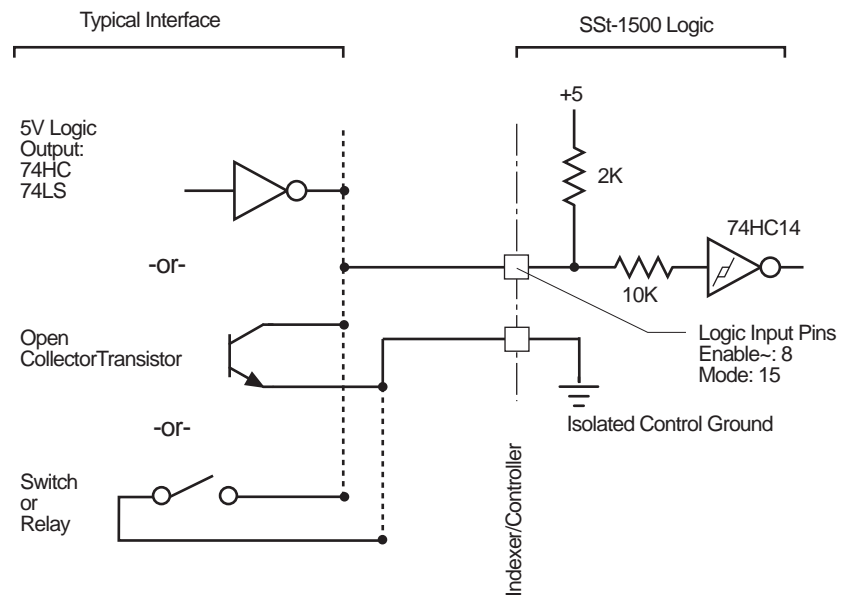 Typical Interface
SSt-1500 Logic
+5
5V Logic
Output:
74HC
74LS
2K
74HC14
-or-
10K
Open
CollectorTransistor
Logic Input Pins
Enable~: 8
Mode: 15
Isolated Control Ground
-or-
Switch
or
Relay
Indexer/Controller